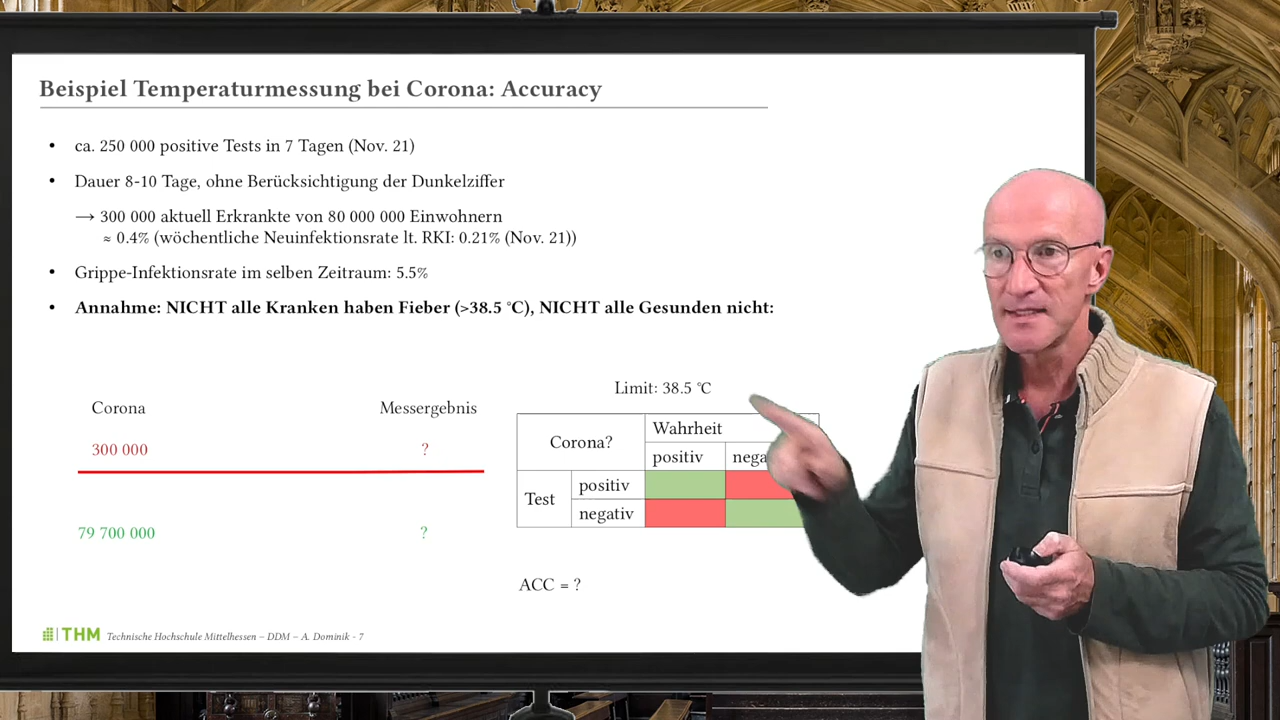 Beispiel Temperaturmessung bei Corona: Accuracy
• ca. 250 000 positive Tests in 7 Tagen (Nov. 21)
• Dauer 8-10 Tage, ohne Berücksichtigung der Dunkelziffer
→ 300 000 aktuell Erkrankte von 80 000 000 Einwohnern
≈ 0.4% (wöchentliche Neuinfektionsrate lt. RKI: 0.21% (Nov. 21))
• Grippe-Infektionsrate im selben Zeitraum: 5.5%
• Annahme: NICHT alle Kranken haben Fieber (>38.5 °C), NICHT alle Gesunden nicht:
Corona Messergebnis
300 000 ?
79 700 000 ?
Limit: 38.5 °C
Corona? Wahrheit
positiv nega
Test positiv
negativ
ACC = ?
THM Technische Hochschule Mittelhessen – DDM – A. Dominik - 7